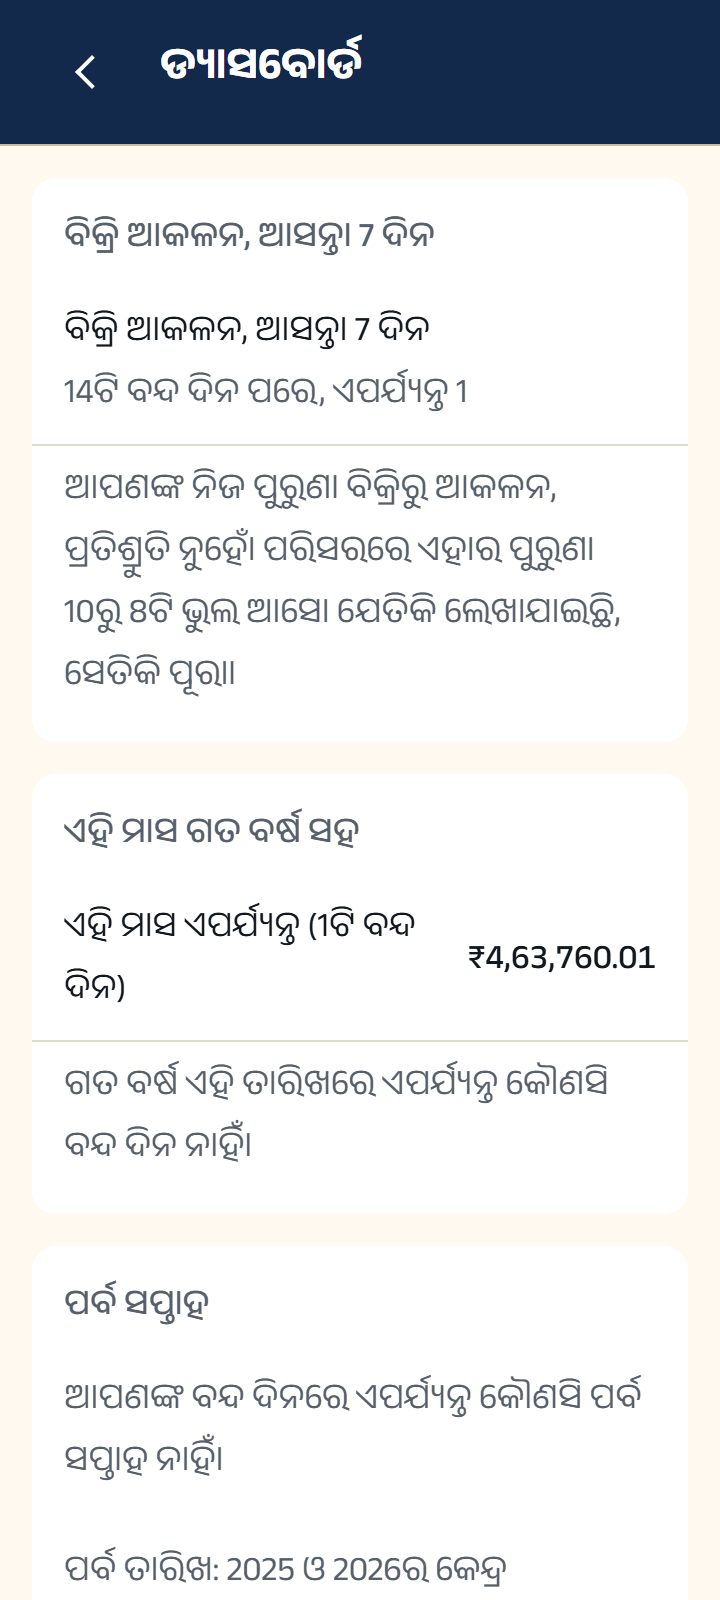 ଡ୍ୟାସବୋର୍ଡ
ବିକ୍ରି ଆକଳନ, ଆସନ୍ତା 7 ଦିନ
ବିକ୍ରି ଆକଳନ, ଆସନ୍ତା 7 ଦିନ
14ଟି ବନ୍ଦ ଦିନ ପରେ, ଏପର୍ଯ୍ୟନ୍ତ 1
ଆପଣଙ୍କ ନିଜ ପୁରୁଣା ବିକ୍ରିରୁ ଆକଳନ,
ପ୍ରତିଶ୍ରୁତି ନୁହେଁ। ପରିସରରେ ଏହାର ପୁରୁଣା
10ରୁ 8ଟି ଭୁଲ ଆସେ। ଯେତିକି ଲେଖାଯାଇଛି,
ସେତିକି ପୂରା।
ଏହି ମାସ ଗତ ବର୍ଷ ସହ
ଏହି ମାସ ଏପର୍ଯ୍ୟନ୍ତ (1ଟି ବନ୍ଦ
ଦିନ)
₹4,63,760.01
ଗତ ବର୍ଷ ଏହି ତାରିଖରେ ଏପର୍ଯ୍ୟନ୍ତ କୌଣସି
ବନ୍ଦ ଦିନ ନାହିଁ।
ପର୍ବ ସପ୍ତାହ
ଆପଣଙ୍କ ବନ୍ଦ ଦିନରେ ଏପର୍ଯ୍ୟନ୍ତ କୌଣସି ପର୍ବ
ସପ୍ତାହ ନାହିଁ।
ପର୍ବ ତାରିଖ: 2025 ଓ 2026ର କେନ୍ଦ୍ର